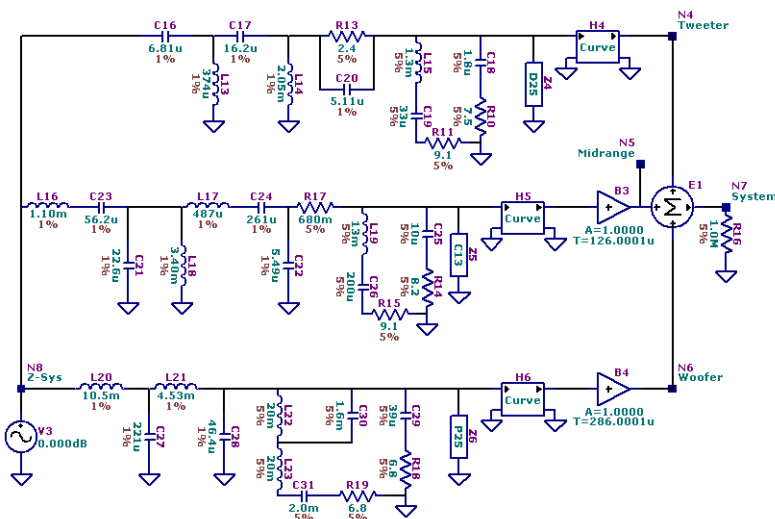 C16
6.81u
1%
C17
16.2u
1%
R13
2.4
5%
C20
5.11u
1%
L13
374u
1%
L14
2.05m
1%
L15
1.3m
5%
C18
1.8u
5%
C19
33u
5%
R10
7.5
5%
R11
9.1
5%
Z4
D25
H4
Curve
N4
Tweeter
N5
Midrange
L16
1.10m
1%
C23
56.2u
1%
L17
487u
1%
C24
261u
1%
R17
680m
5%
C21
22.6u
1%
L18
3.40m
1%
C22
5.49u
1%
L19
13m
5%
C25
10u
5%
C26
200u
5%
R14
8.2
5%
R15
9.1
5%
Z5
C13
H5
Curve
B3
A=1.0000
T=126.0001u
E1
Σ
N7
System
R16
1.0M
5%
N8
Z-Sys
V3
0.000dB
L20
10.5m
1%
L21
4.53m
1%
C27
221u
1%
C28
46.4u
1%
L22
20m
5%
C30
1.6m
5%
C29
39u
5%
L23
20m
5%
R18
6.8
5%
C31
2.0m
5%
R19
6.8
5%
Z6
P25
H6
Curve
B4
A=1.0000
T=286.0001u
N6
Woofer